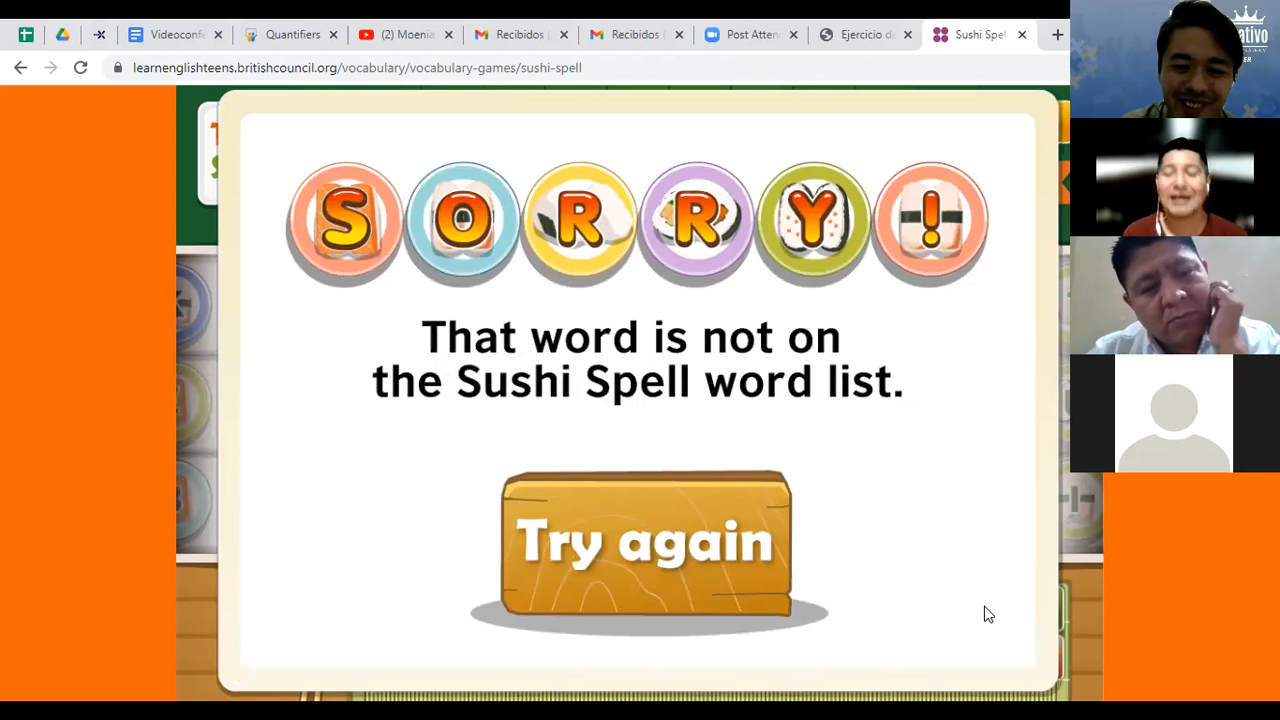 Videoconf
Quantifiers
(2) Moenia
Recibidos
Recibidos (
Post Atten
Ejercicio d
Sushi Spel
learnenglishteens.britishcouncil.org/vocabulary/vocabulary-games/sushi-spell
SORRY!
That word is not on
the Sushi Spell word list.
Try again